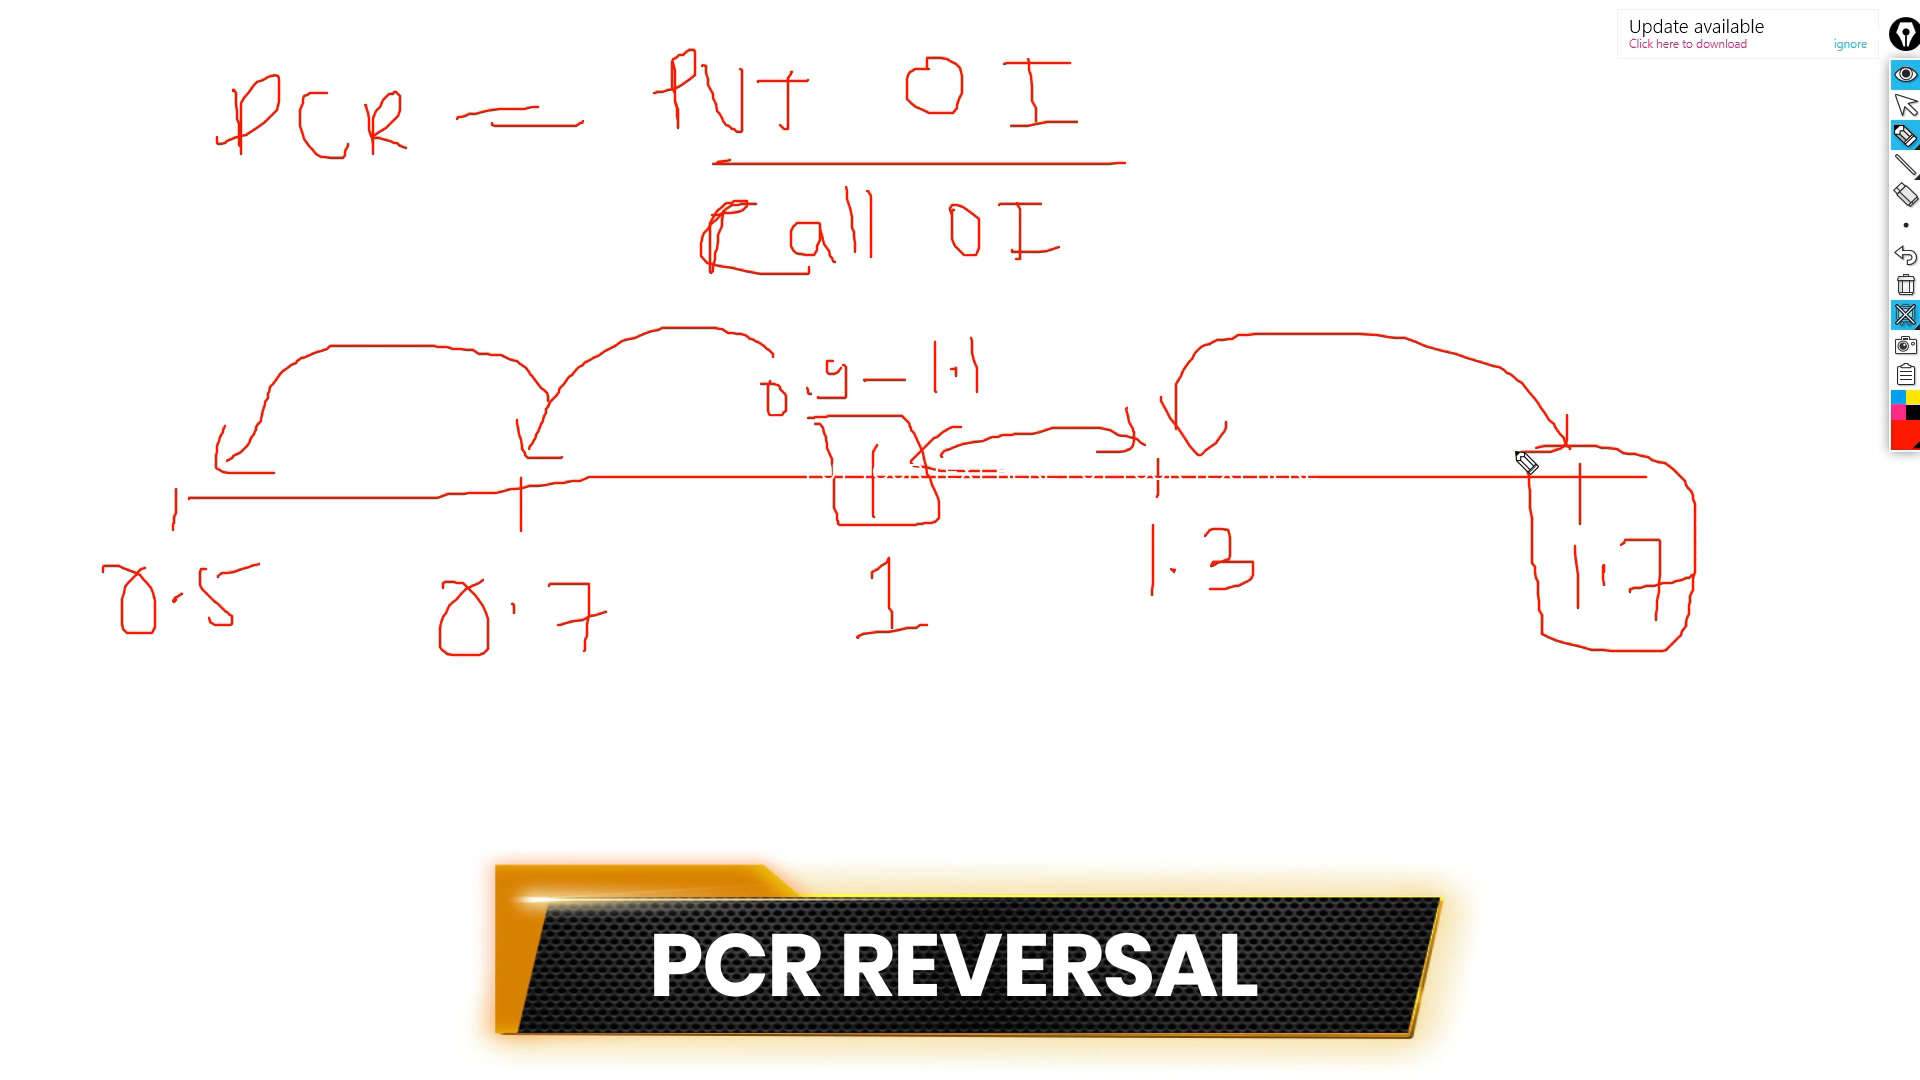 Update available
Click here to download ignore
PCR = PUT OI
Call OI
0.9 - 1.1
0.5 0.7 1 1.3 1.7
PCR REVERSAL